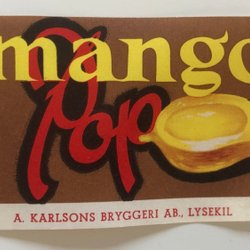 mango
Pop
A. KARLSONS BRYGGERI AB., LYSEKIL